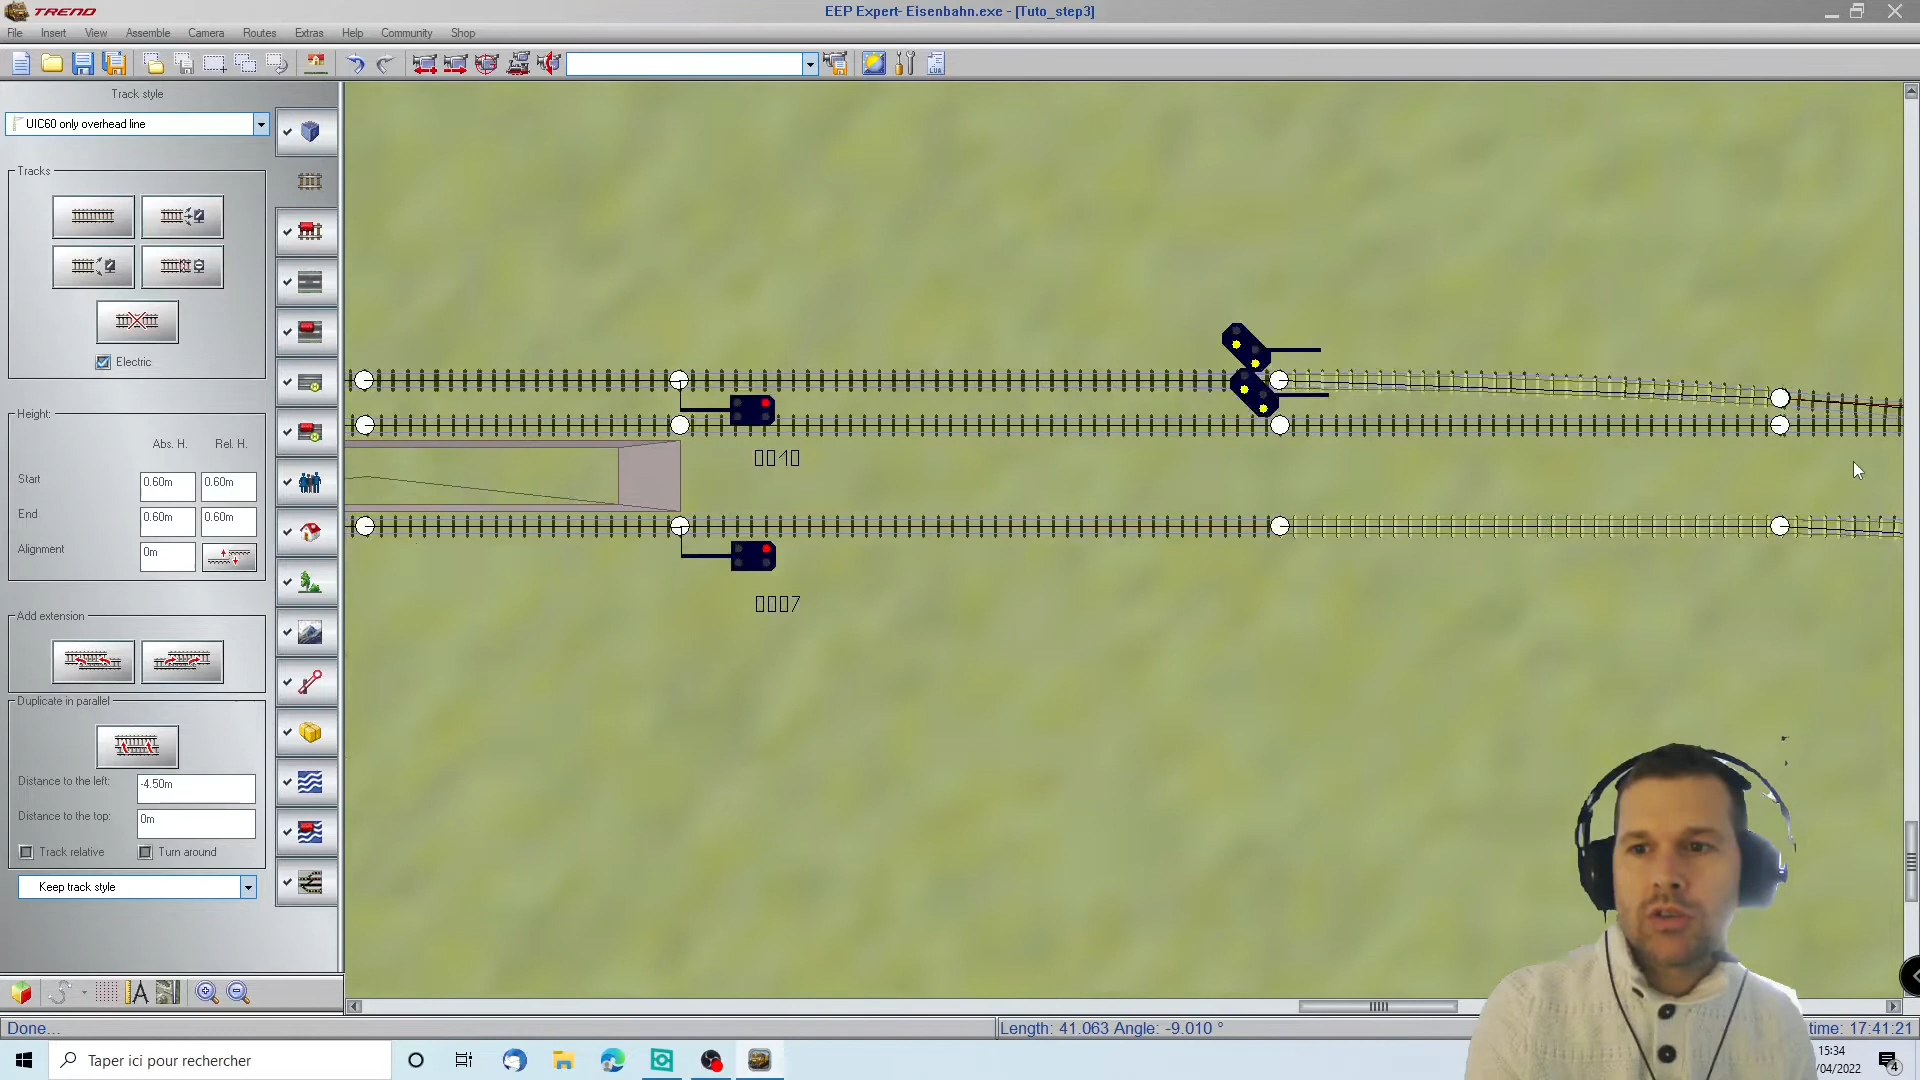 TREND
EEP Expert- Eisenbahn.exe - [Tuto_step3]
File Insert View Assemble Camera Routes Extras Help Community Shop
LUA
Track style
UIC60 only overhead line
Tracks
Electric
Height:
Abs. H. Rel. H.
Start 0.60m 0.60m
End 0.60m 0.60m
Alignment 0m
Add extension
Duplicate in parallel
Distance to the left: -4.50m
Distance to the top: 0m
Track relative Turn around
Keep track style
0010
0007
Done...
Length: 41.063 Angle: -9.010 °
time: 17:41:21
Taper ici pour rechercher
15:34
/04/2022
4